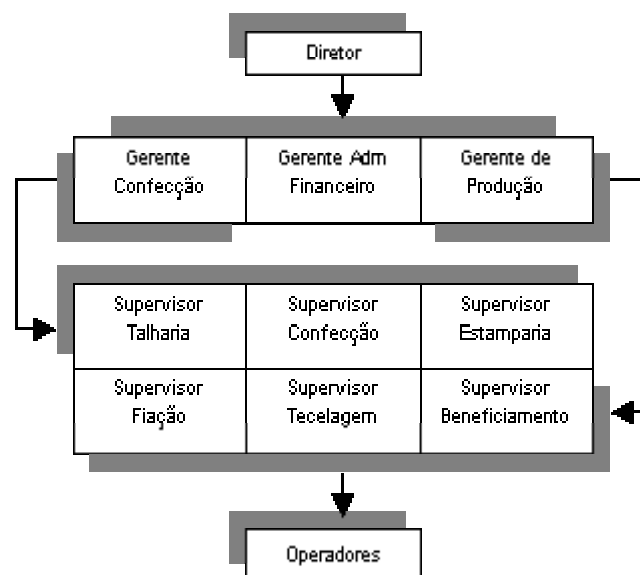 Diretor
Gerente
Confecção
Gerente Adm
Financeiro
Gerente de
Produção
Supervisor
Talharia
Supervisor
Confecção
Supervisor
Estamparia
Supervisor
Fiação
Supervisor
Tecelagem
Supervisor
Beneficiamento
Operadores